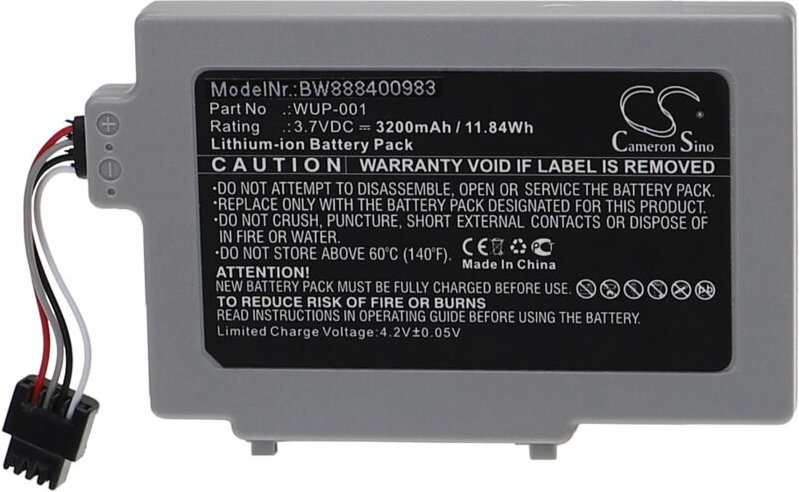 ModelNr.:BW888400983
Part No .:WUP-001
Rating :3.7VDC ⎓ 3200mAh / 11.84Wh
Lithium-ion Battery Pack
CS
Cameron Sino
CAUTION WARRANTY VOID IF LABEL IS REMOVED
•DO NOT ATTEMPT TO DISASSEMBLE, OPEN OR SERVICE THE BATTERY PACK.
•REPLACE ONLY WITH A BATTERY PACK DESIGNATED FOR THIS PRODUCT.
•DO NOT CRUSH, PUNCTURE, SHORT EXTERNAL CONTACTS OR DISPOSE OF
IN FIRE OR WATER.
•DO NOT STORE ABOVE 60°C (140°F).
CE PCT
Made In China
ATTENTION!
NEW BATTERY PACK MUST BE FULLY CHARGED BEFORE INITIAL USE.
TO REDUCE RISK OF FIRE OR BURNS
READ INSTRUCTIONS BEFORE INSTALLING OR USING THE BATTERY.
Limited Charge Voltage:4.2V±0.05V
+
-